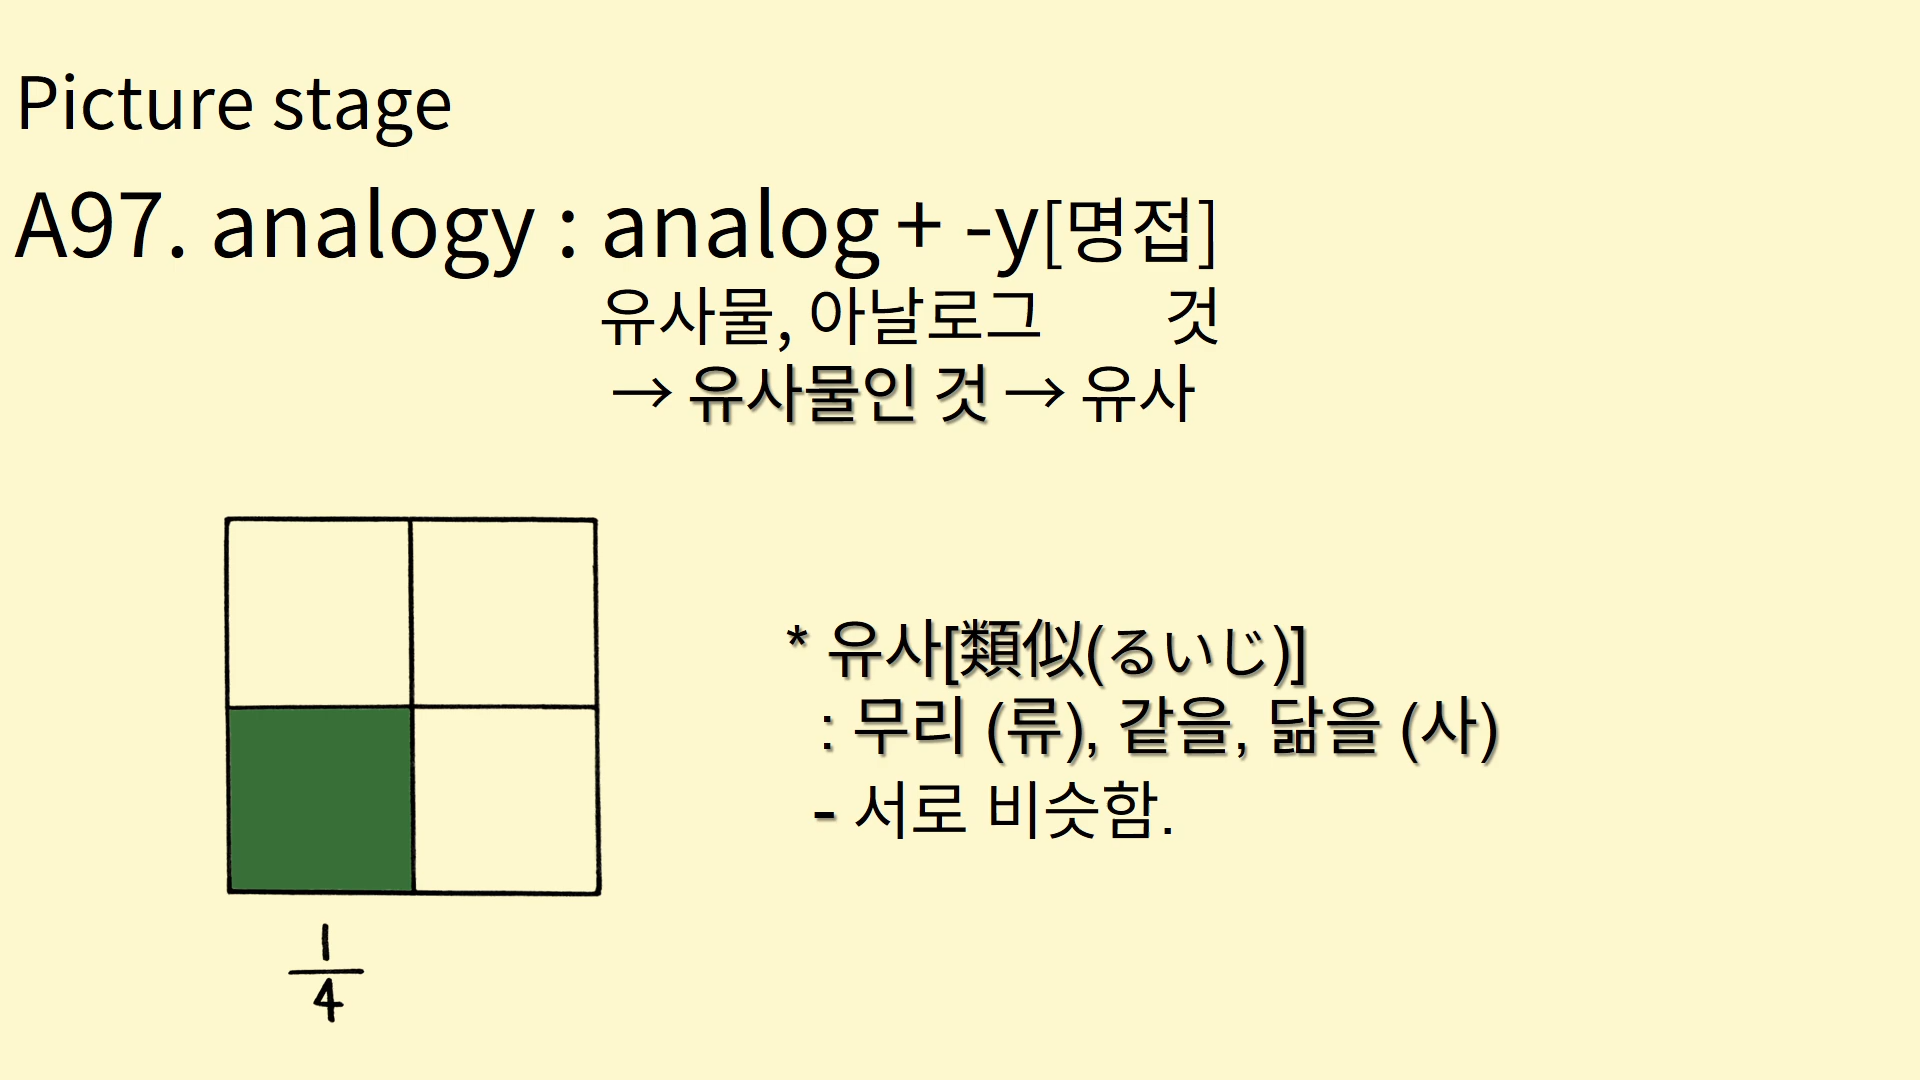 Picture stage
A97. analogy : analog + -y[명접]
유사물, 아날로그 것
→ 유사물인 것 → 유사
* 유사[類似(るいじ)]
: 무리 (류), 같을, 닮을 (사)
- 서로 비슷함.
1
4